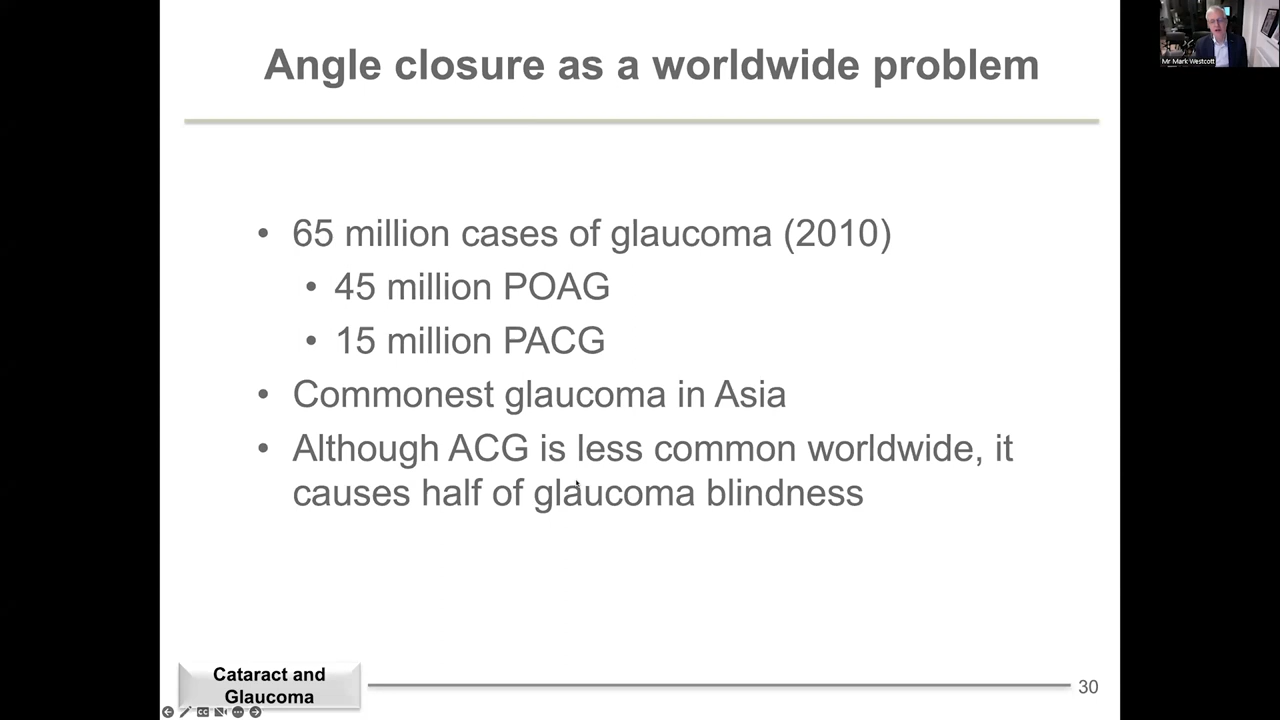 Angle closure as a worldwide problem
Mr Mark Westcott
• 65 million cases of glaucoma (2010)
• 45 million POAG
• 15 million PACG
• Commonest glaucoma in Asia
• Although ACG is less common worldwide, it
causes half of glaucoma blindness
Cataract and
Glaucoma
30